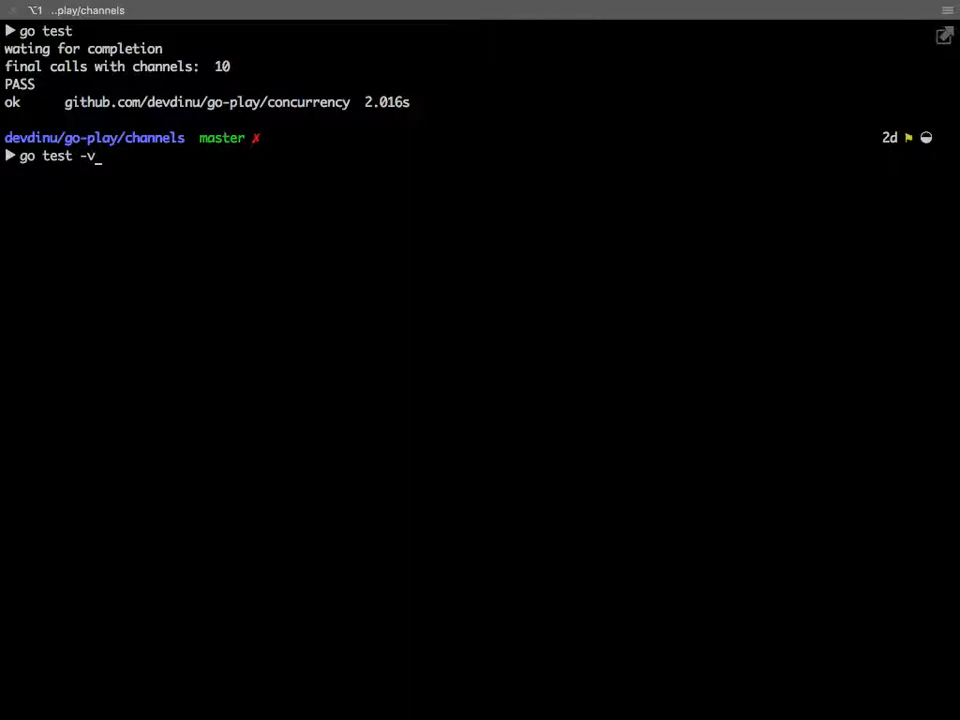 ⌥1 ..play/channels
▶ go test
wating for completion
final calls with channels: 10
PASS
ok github.com/devdinu/go-play/concurrency 2.016s
devdinu/go-play/channels master ✗ 2d
▶ go test -v_